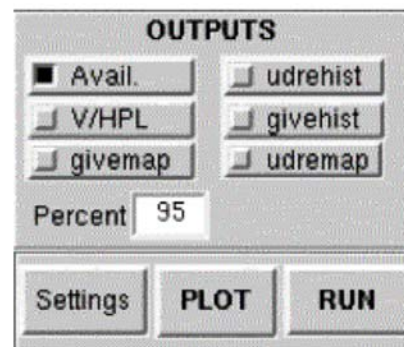 OUTPUTS
Avail. udrehist
V/HPL givehist
givemap udremap
Percent 95
Settings PLOT RUN